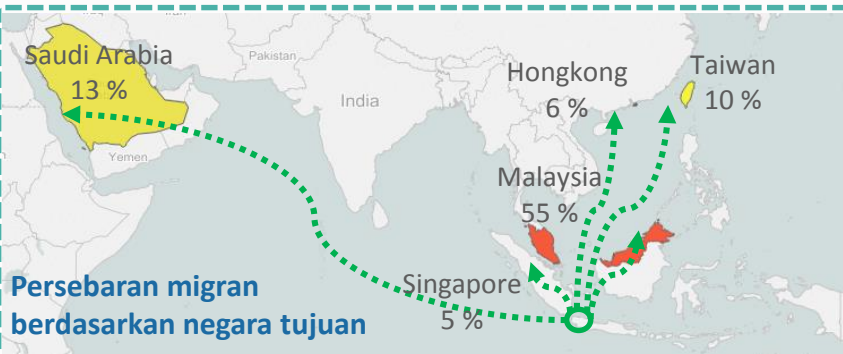 Saudi Arabia
13 %
Pakistan
India
Yemen
Hongkong
6 %
Taiwan
10 %
Malaysia
55 %
Singapore
5 %
Persebaran migran
berdasarkan negara tujuan